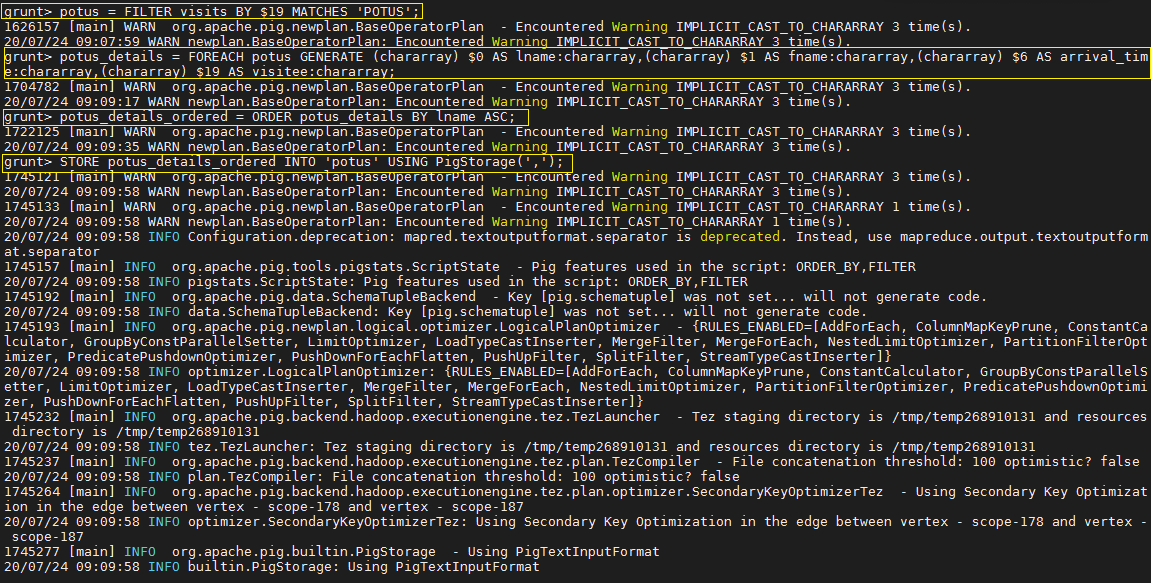 grunt> potus = FILTER visits BY $19 MATCHES 'POTUS';
1626157 [main] WARN  org.apache.pig.newplan.BaseOperatorPlan  - Encountered Warning IMPLICIT_CAST_TO_CHARARRAY 3 time(s).
20/07/24 09:07:59 WARN newplan.BaseOperatorPlan: Encountered Warning IMPLICIT_CAST_TO_CHARARRAY 3 time(s).
grunt> potus_details = FOREACH potus GENERATE (chararray) $0 AS lname:chararray,(chararray) $1 AS fname:chararray,(chararray) $6 AS arrival_tim
e:chararray,(chararray) $19 AS visitee:chararray;
1704782 [main] WARN  org.apache.pig.newplan.BaseOperatorPlan  - Encountered Warning IMPLICIT_CAST_TO_CHARARRAY 3 time(s).
20/07/24 09:09:17 WARN newplan.BaseOperatorPlan: Encountered Warning IMPLICIT_CAST_TO_CHARARRAY 3 time(s).
grunt> potus_details_ordered = ORDER potus_details BY lname ASC;
1722125 [main] WARN  org.apache.pig.newplan.BaseOperatorPlan  - Encountered Warning IMPLICIT_CAST_TO_CHARARRAY 3 time(s).
20/07/24 09:09:35 WARN newplan.BaseOperatorPlan: Encountered Warning IMPLICIT_CAST_TO_CHARARRAY 3 time(s).
grunt> STORE potus_details_ordered INTO 'potus' USING PigStorage(',');
1745121 [main] WARN  org.apache.pig.newplan.BaseOperatorPlan  - Encountered Warning IMPLICIT_CAST_TO_CHARARRAY 3 time(s).
20/07/24 09:09:58 WARN newplan.BaseOperatorPlan: Encountered Warning IMPLICIT_CAST_TO_CHARARRAY 3 time(s).
1745133 [main] WARN  org.apache.pig.newplan.BaseOperatorPlan  - Encountered Warning IMPLICIT_CAST_TO_CHARARRAY 1 time(s).
20/07/24 09:09:58 WARN newplan.BaseOperatorPlan: Encountered Warning IMPLICIT_CAST_TO_CHARARRAY 1 time(s).
20/07/24 09:09:58 INFO Configuration.deprecation: mapred.textoutputformat.separator is deprecated. Instead, use mapreduce.output.textoutputform
at.separator
1745157 [main] INFO  org.apache.pig.tools.pigstats.ScriptState  - Pig features used in the script: ORDER_BY,FILTER
20/07/24 09:09:58 INFO pigstats.ScriptState: Pig features used in the script: ORDER_BY,FILTER
1745192 [main] INFO  org.apache.pig.data.SchemaTupleBackend  - Key [pig.schematuple] was not set... will not generate code.
20/07/24 09:09:58 INFO data.SchemaTupleBackend: Key [pig.schematuple] was not set... will not generate code.
1745193 [main] INFO  org.apache.pig.newplan.logical.optimizer.LogicalPlanOptimizer  - {RULES_ENABLED=[AddForEach, ColumnMapKeyPrune, ConstantCa
lculator, GroupByConstParallelSetter, LimitOptimizer, LoadTypeCastInserter, MergeFilter, MergeForEach, NestedLimitOptimizer, PartitionFilterOpt
imizer, PredicatePushdownOptimizer, PushDownForEachFlatten, PushUpFilter, SplitFilter, StreamTypeCastInserter]}
20/07/24 09:09:58 INFO optimizer.LogicalPlanOptimizer: {RULES_ENABLED=[AddForEach, ColumnMapKeyPrune, ConstantCalculator, GroupByConstParallelS
etter, LimitOptimizer, LoadTypeCastInserter, MergeFilter, MergeForEach, NestedLimitOptimizer, PartitionFilterOptimizer, PredicatePushdownOptimi
zer, PushDownForEachFlatten, PushUpFilter, SplitFilter, StreamTypeCastInserter]}
1745232 [main] INFO  org.apache.pig.backend.hadoop.executionengine.tez.TezLauncher  - Tez staging directory is /tmp/temp268910131 and resources
 directory is /tmp/temp268910131
20/07/24 09:09:58 INFO tez.TezLauncher: Tez staging directory is /tmp/temp268910131 and resources directory is /tmp/temp268910131
1745237 [main] INFO  org.apache.pig.backend.hadoop.executionengine.tez.plan.TezCompiler  - File concatenation threshold: 100 optimistic? false
20/07/24 09:09:58 INFO plan.TezCompiler: File concatenation threshold: 100 optimistic? false
1745264 [main] INFO  org.apache.pig.backend.hadoop.executionengine.tez.plan.optimizer.SecondaryKeyOptimizerTez  - Using Secondary Key Optimizat
ion in the edge between vertex - scope-178 and vertex - scope-187
20/07/24 09:09:58 INFO optimizer.SecondaryKeyOptimizerTez: Using Secondary Key Optimization in the edge between vertex - scope-178 and vertex -
 scope-187
1745277 [main] INFO  org.apache.pig.builtin.PigStorage  - Using PigTextInputFormat
20/07/24 09:09:58 INFO builtin.PigStorage: Using PigTextInputFormat